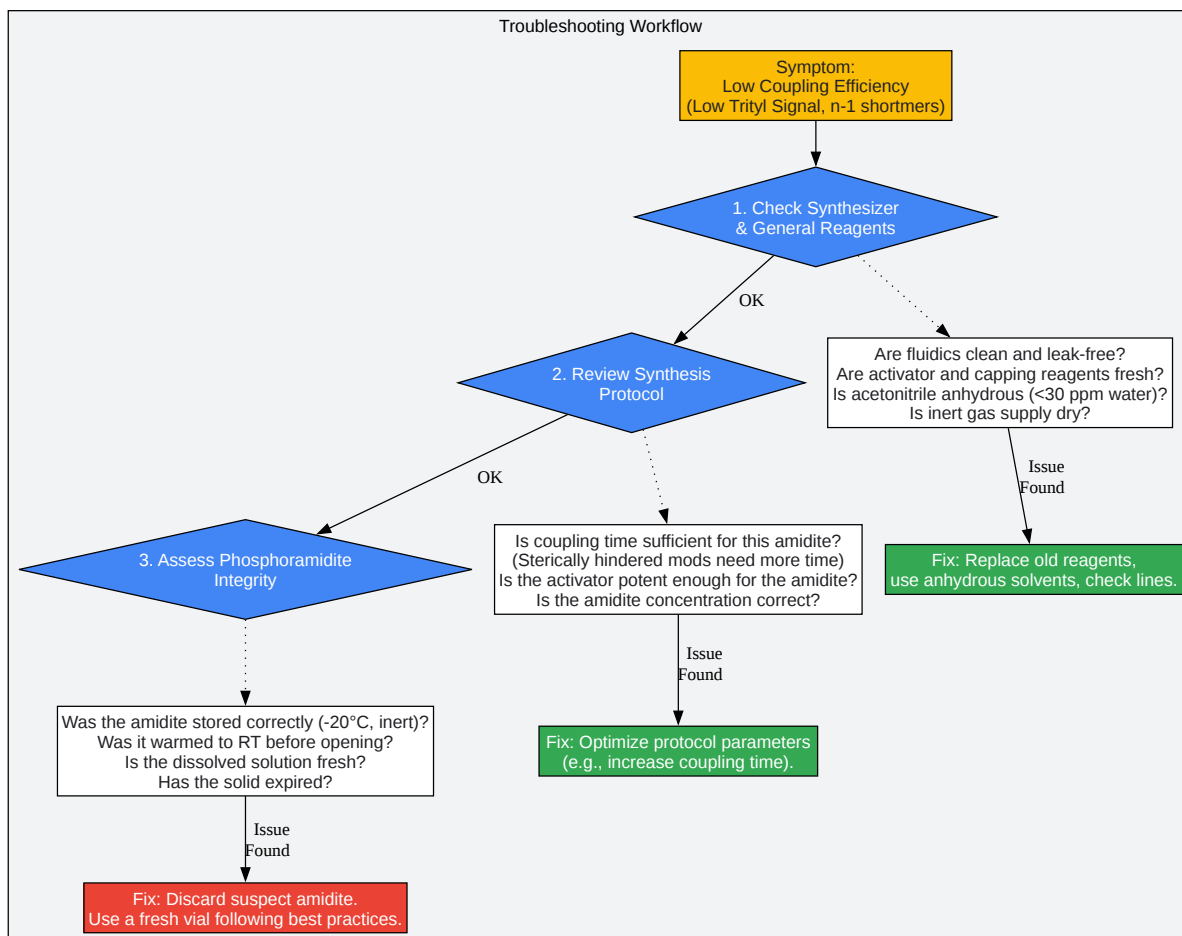 Troubleshooting Workflow
Symptom:
Low Coupling Efficiency
(Low Trityl Signal, n-1 shortmers)
1. Check Synthesizer
& General Reagents
OK
Are fluidics clean and leak-free?
Are activator and capping reagents fresh?
Is acetonitrile anhydrous (<30 ppm water)?
Is inert gas supply dry?
2. Review Synthesis
Protocol
Issue
Found
OK
Is coupling time sufficient for this amidite?
(Sterically hindered mods need more time)
Is the activator potent enough for the amidite?
Is the amidite concentration correct?
Fix: Replace old reagents,
use anhydrous solvents, check lines.
3. Assess Phosphoramidite
Integrity
Issue
Found
Was the amidite stored correctly (-20°C, inert)?
Was it warmed to RT before opening?
Is the dissolved solution fresh?
Has the solid expired?
Fix: Optimize protocol parameters
(e.g., increase coupling time).
Issue
Found
Fix: Discard suspect amidite.
Use a fresh vial following best practices.